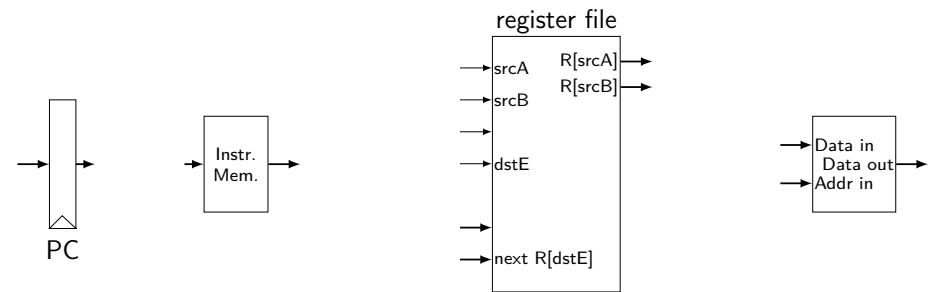 register file
srcA
R[srcA]
srcB
R[srcB]
dstE
next R[dstE]
Instr.
Mem.
Data in
Data out
Addr in
PC